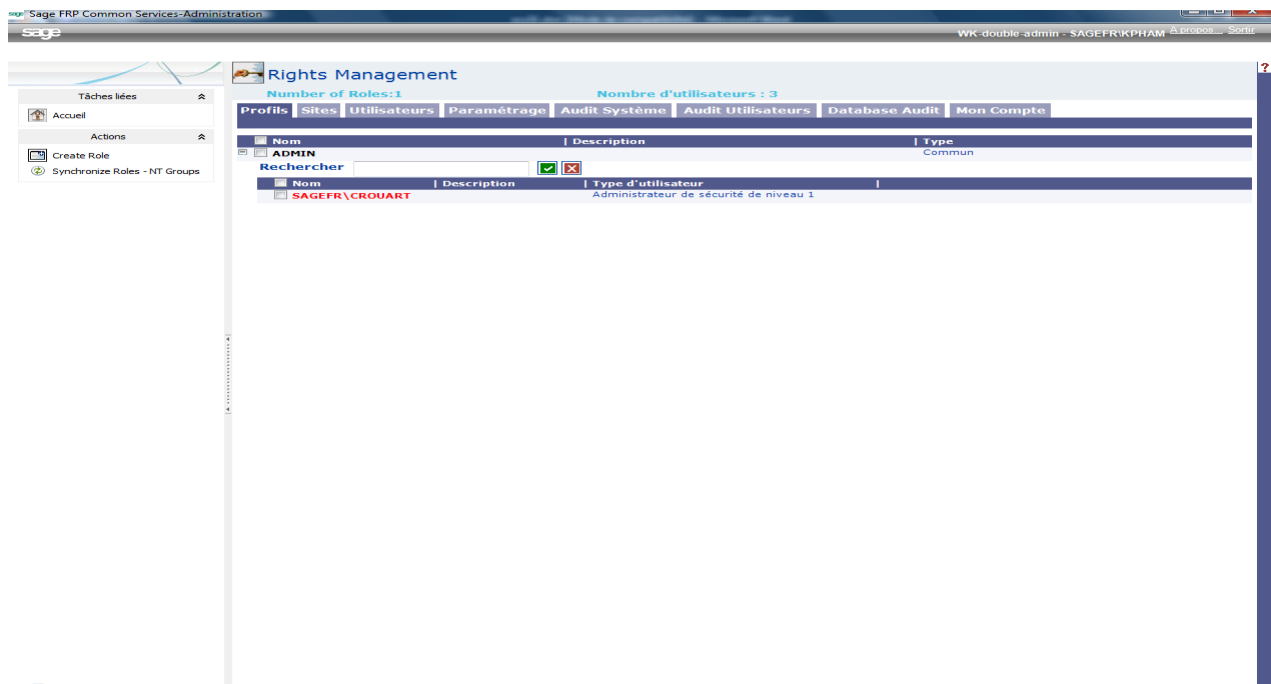 Sage FRP Common Services-Administration
sage
WK-double-admin - SAGEFR\KPHAM A propos... Sortir
?
Rights Management
Number of Roles:1 Nombre d'utilisateurs : 3
Tâches liées
Accueil
Actions
Create Role
Synchronize Roles - NT Groups
Profils Sites Utilisateurs Paramétrage Audit Système Audit Utilisateurs Database Audit Mon Compte
Nom | Description | Type
ADMIN Commun
Rechercher
Nom | Description | Type d'utilisateur |
SAGEFR\CROUART Administrateur de sécurité de niveau 1